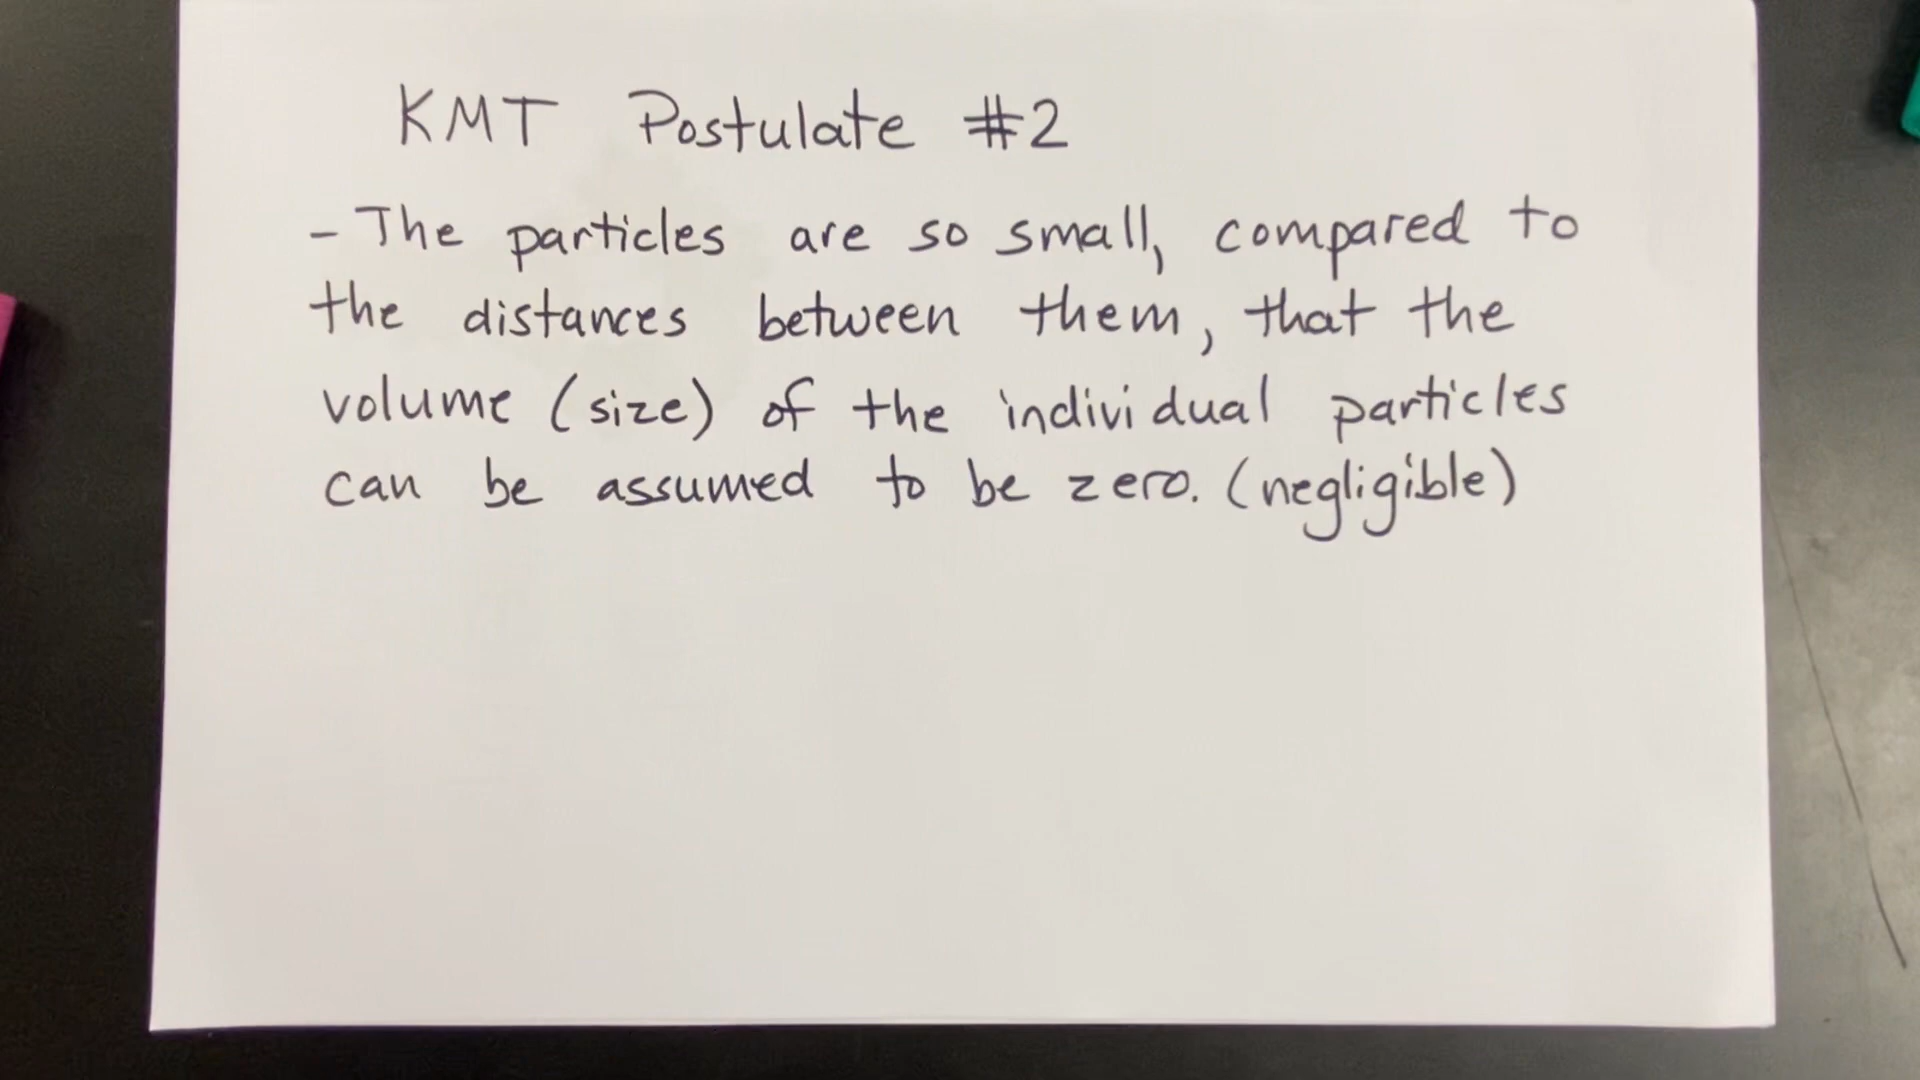 KMT Postulate #2
- The particles are so small, compared to
the distances between them, that the
volume (size) of the individual particles
can be assumed to be zero. (negligible)